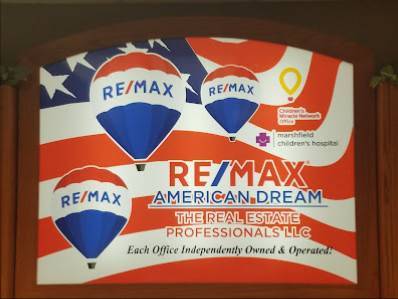 RE/MAX
RE/MAX
Children's
Miracle Network
Office
marshfield
children's hospital
RE/MAX
AMERICAN DREAM
THE REAL ESTATE
PROFESSIONALS LLC
RE/MAX
Each Office Independently Owned & Operated!